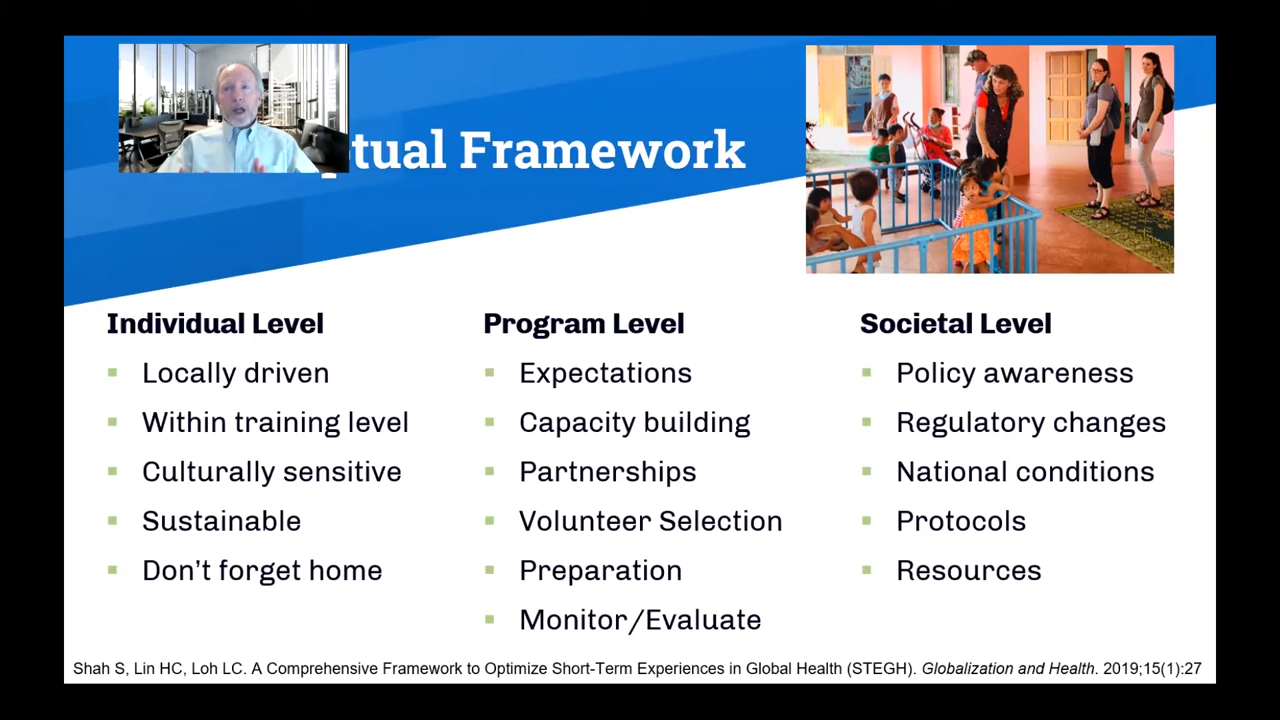 tual Framework
Individual Level
Locally driven
Within training level
Culturally sensitive
Sustainable
Don't forget home
Program Level
Expectations
Capacity building
Partnerships
Volunteer Selection
Preparation
Monitor/Evaluate
Societal Level
Policy awareness
Regulatory changes
National conditions
Protocols
Resources
Shah S, Lin HC, Loh LC. A Comprehensive Framework to Optimize Short-Term Experiences in Global Health (STEGH). Globalization and Health. 2019;15(1):27